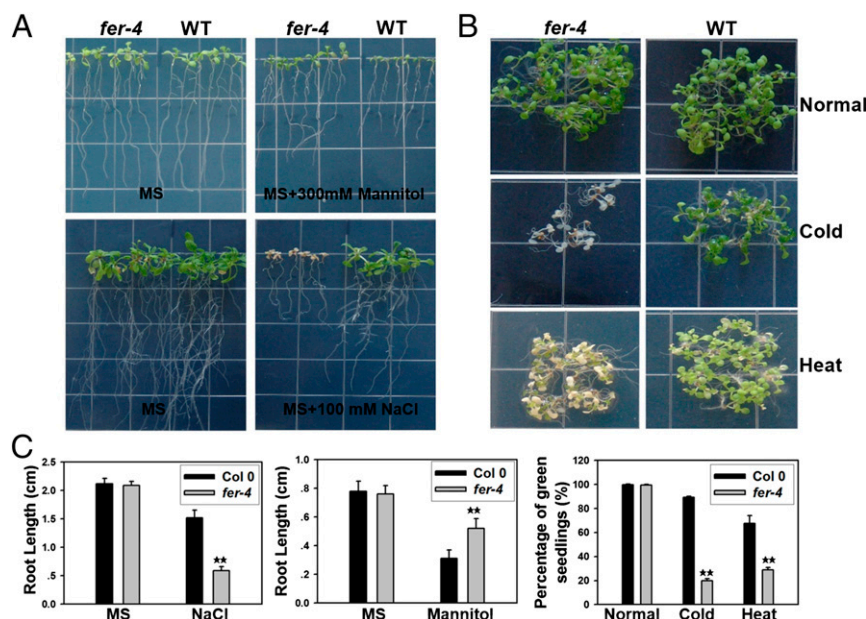 A
fer-4 WT fer-4 WT
MS MS+300mM Mannitol
MS MS+100 mM NaCl
B
fer-4 WT
Normal
Cold
Heat
C
Root Length (cm)
2.5
2.0
1.5
1.0
.5
0.0
Col 0
fer-4
★★
MS NaCl
Root Length (cm)
1.0
.8
.6
.4
.2
0.0
Col 0
fer-4
★★
MS Mannitol
Percentage of green
seedlings (%)
120
100
80
60
40
20
0
Col 0
fer-4
★★
★★
Normal Cold Heat